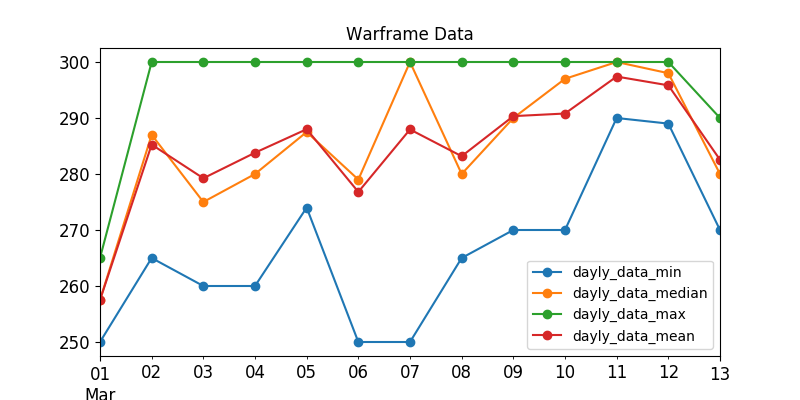 Warframe Data
300
290
280
270
260
250
dayly_data_min
dayly_data_median
dayly_data_max
dayly_data_mean
01 02 03 04 05 06 07 08 09 10 11 12 13
Mar